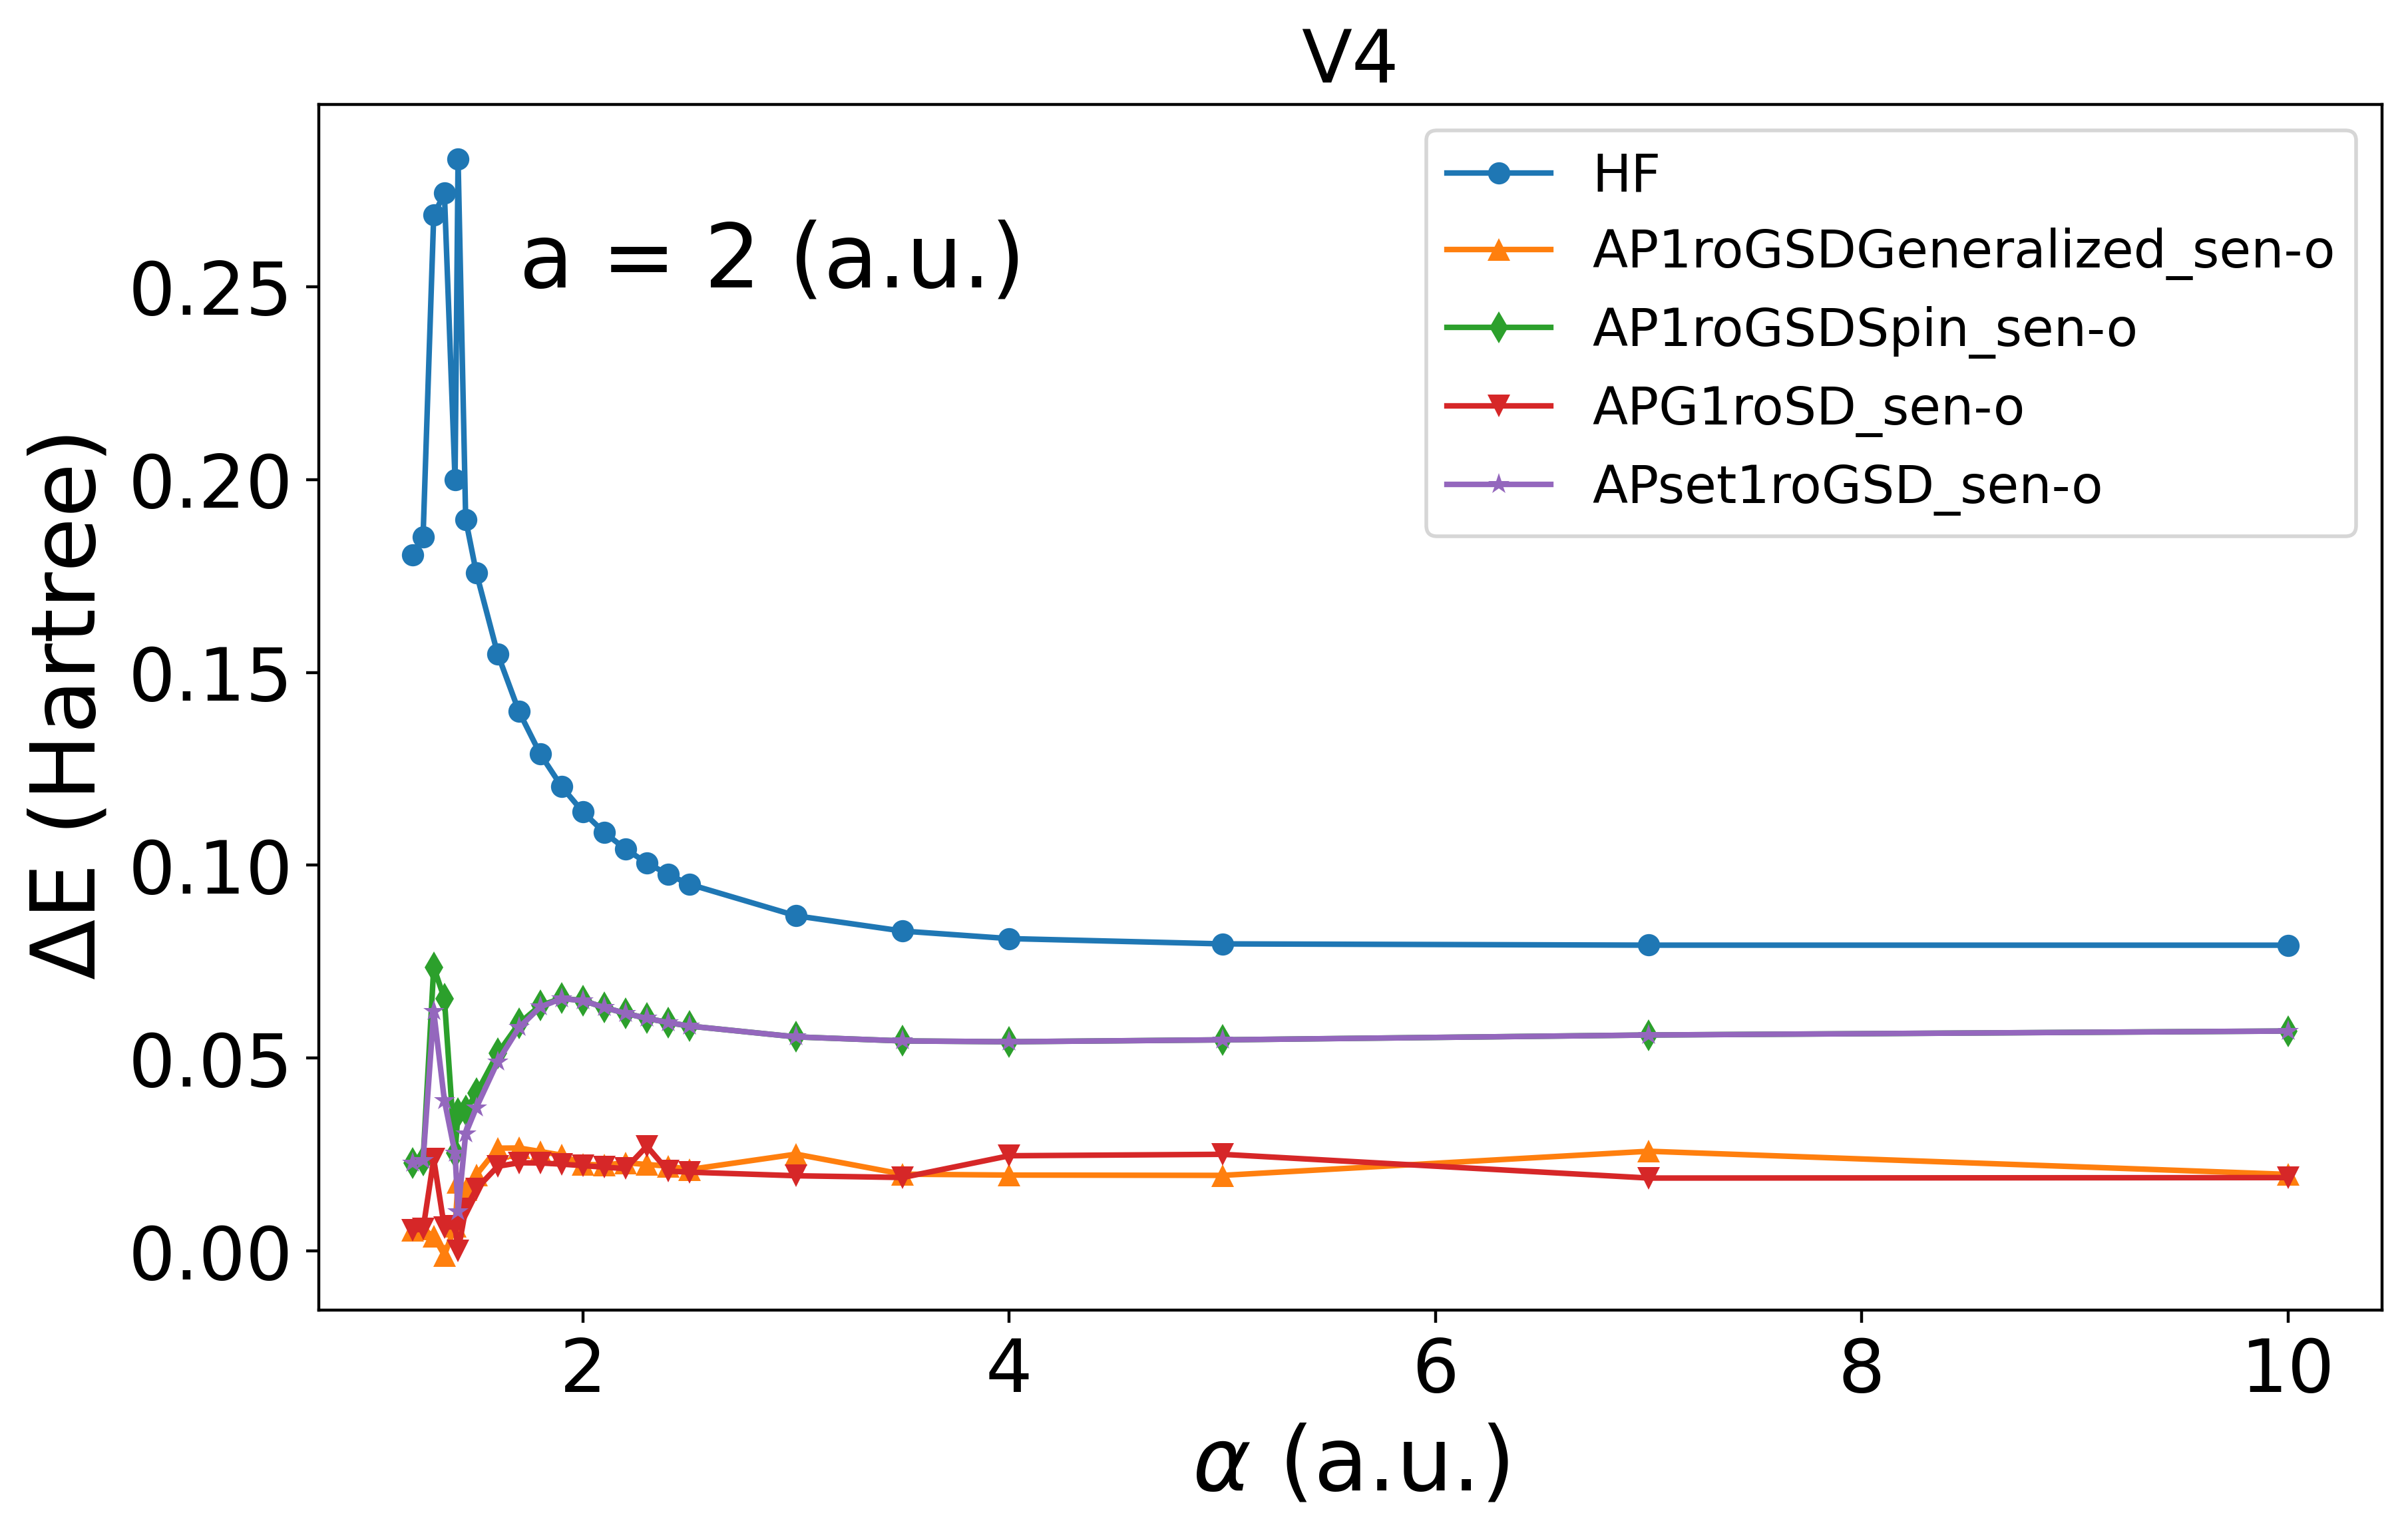 V4
a = 2 (a.u.)
HF
AP1roGSDGeneralized_sen-o
AP1roGSDSpin_sen-o
APG1roSD_sen-o
APset1roGSD_sen-o
ΔE (Hartree)
0.25
0.20
0.15
0.10
0.05
0.00
2 4 6 8 10
α (a.u.)